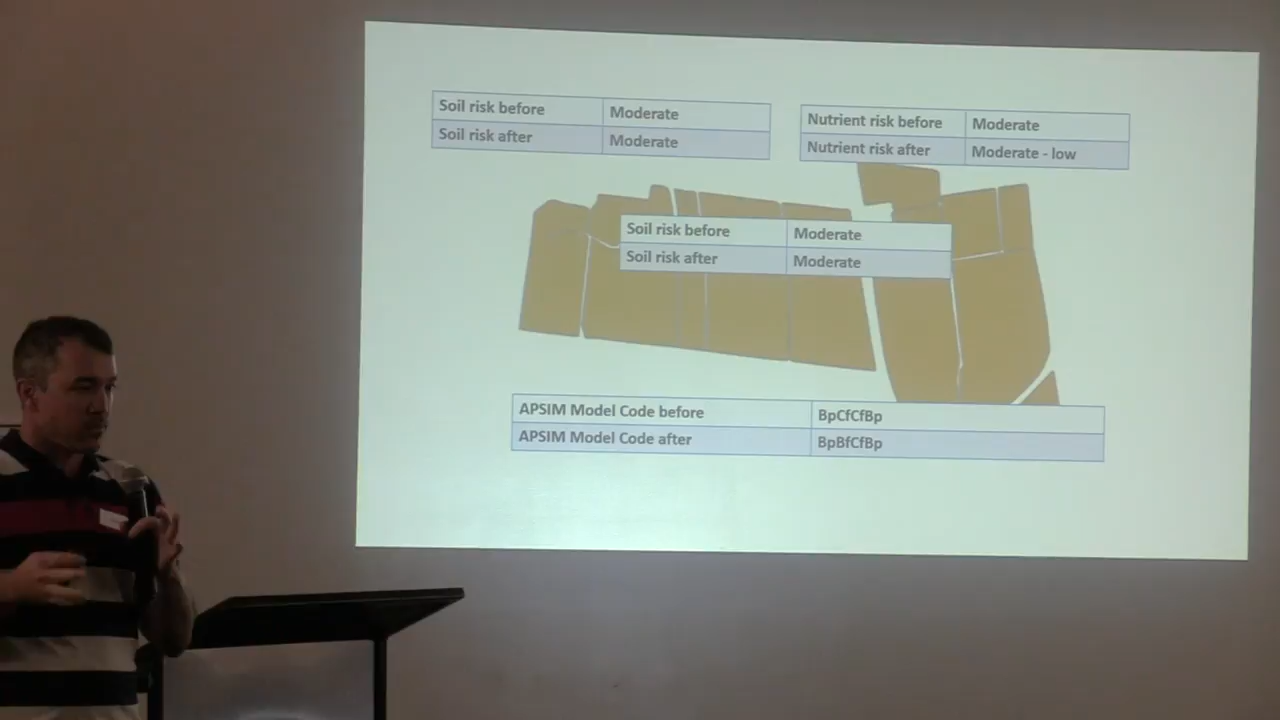 Soil risk before Moderate
Soil risk after Moderate
Nutrient risk before Moderate
Nutrient risk after Moderate - low
Soil risk before Moderate
Soil risk after Moderate
APSIM Model Code before BpCfCfBp
APSIM Model Code after BpBfCfBp